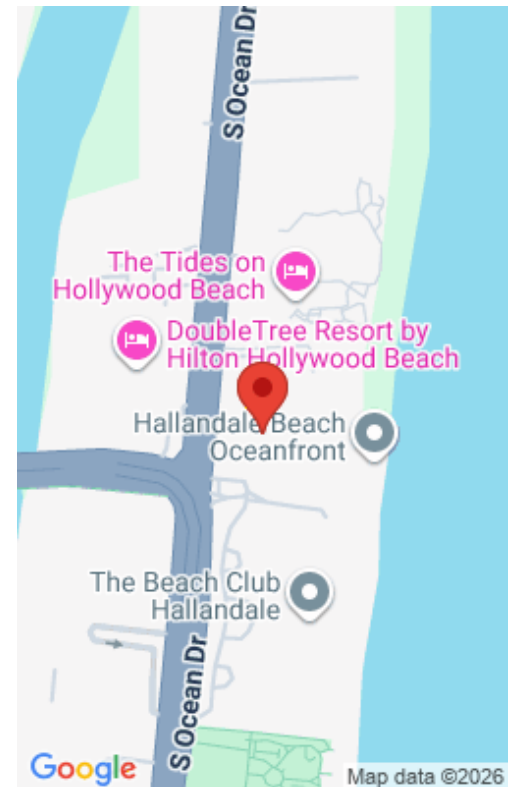 S Ocean Dr
The Tides on
Hollywood Beach
DoubleTree Resort by
Hilton Hollywood Beach
Hallandale Beach
Oceanfront
The Beach Club
Hallandale
S Ocean Dr
Google
Map data ©2026